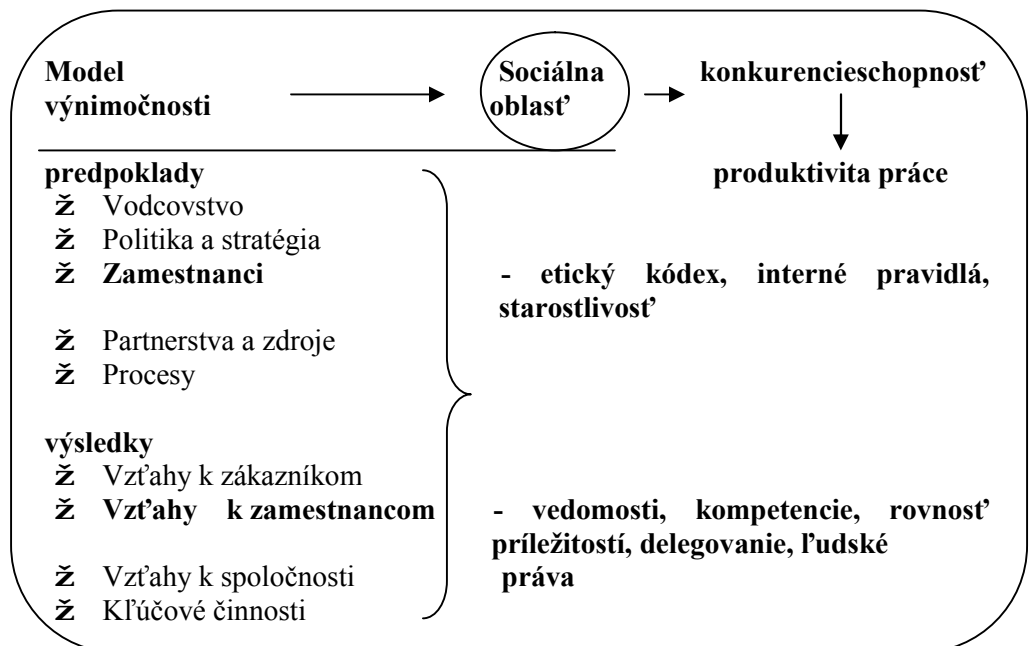 Model výnimočnosti
Sociálna oblasť
konkurencieschopnosť
produktivita práce
predpoklady
ž Vodcovstvo
ž Politika a stratégia
ž Zamestnanci
- etický kódex, interné pravidlá,
starostlivosť
ž Partnerstva a zdroje
ž Procesy
výsledky
ž Vzťahy k zákazníkom
ž Vzťahy k zamestnancom
- vedomosti, kompetencie, rovnosť
príležitostí, delegovanie, ľudské
práva
ž Vzťahy k spoločnosti
ž Kľúčové činnosti